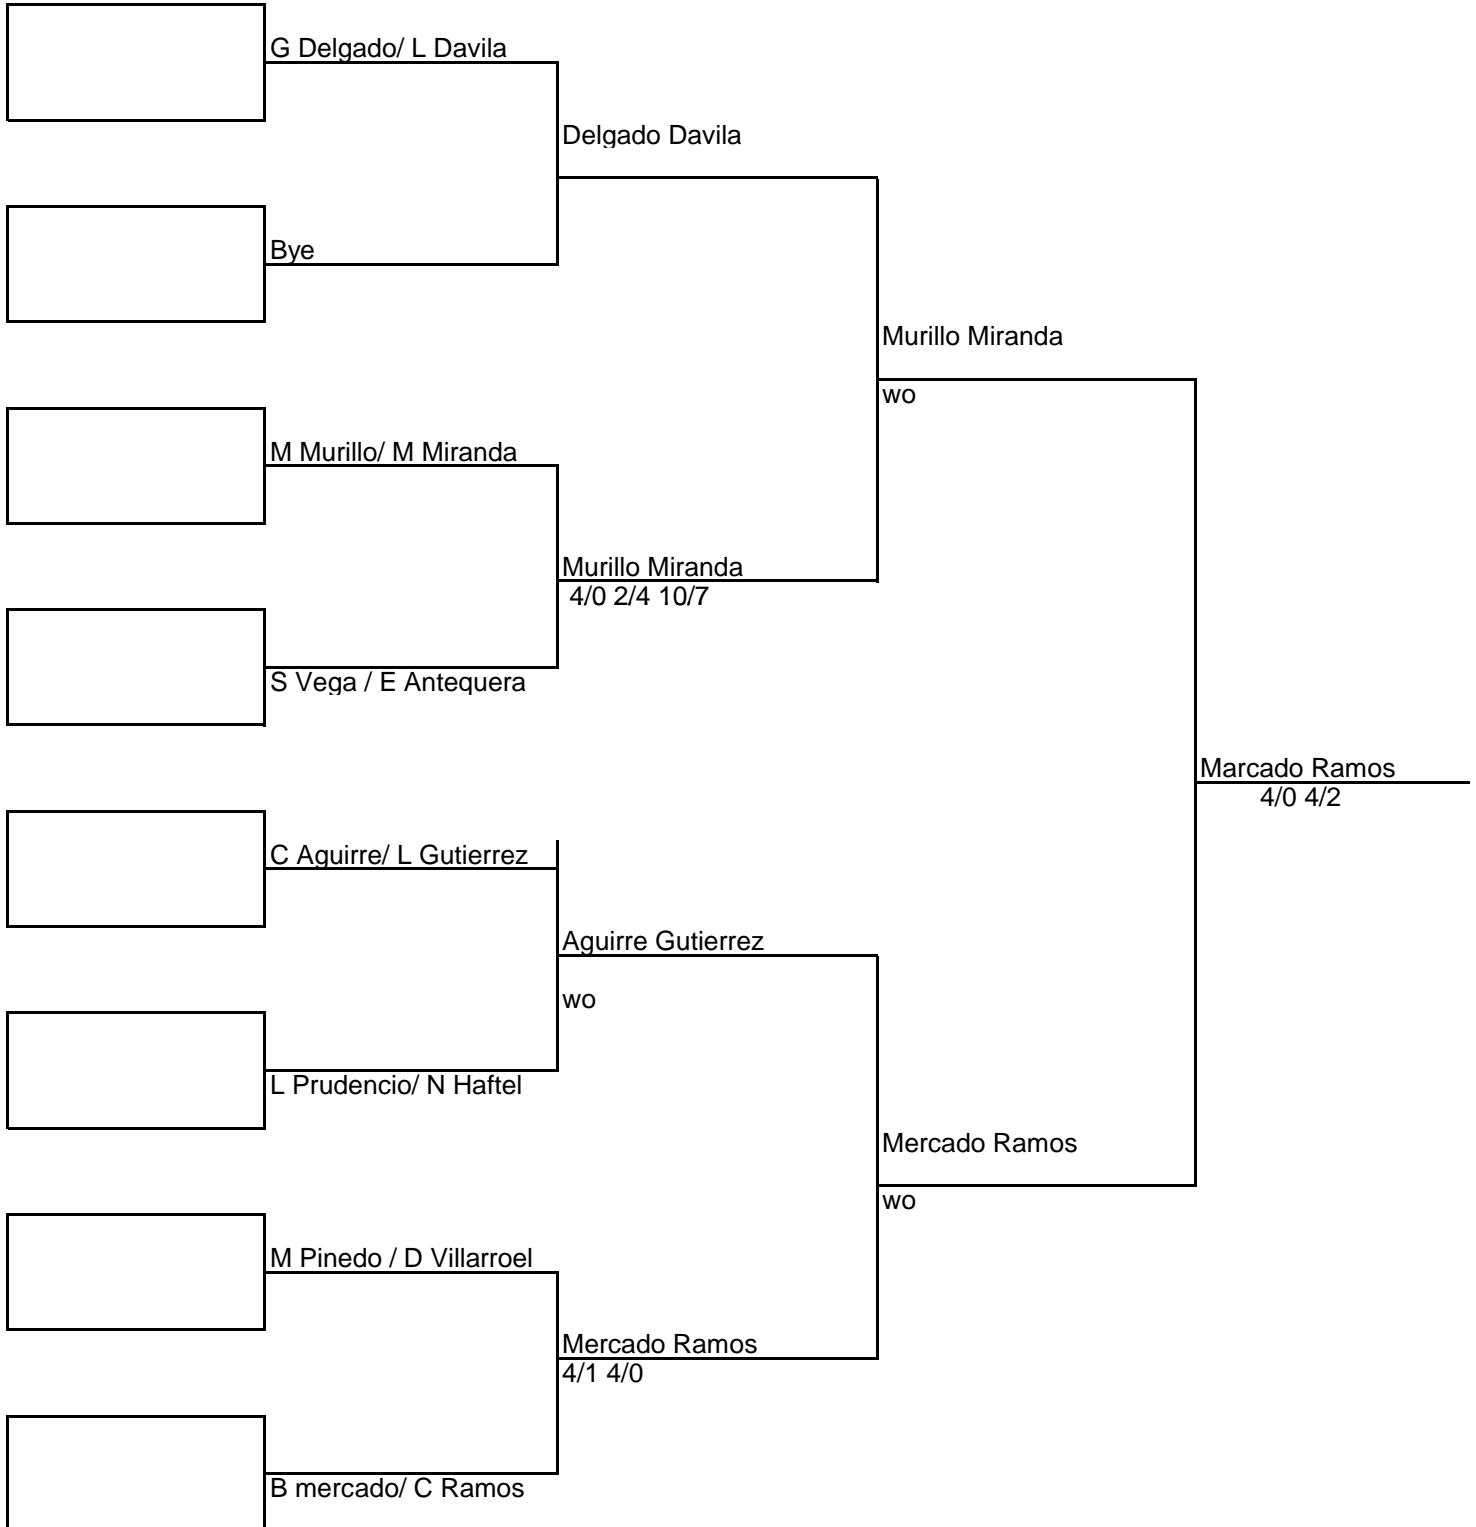 G Delgado/ L Davila
Delgado Davila
Bye
Murillo Miranda
wo
M Murillo/ M Miranda
Murillo Miranda
4/0 2/4 10/7
S Vega / E Antequera
Marcado Ramos
4/0 4/2
C Aguirre/ L Gutierrez
Aguirre Gutierrez
wo
L Prudencio/ N Haftel
Mercado Ramos
wo
M Pinedo / D Villarroel
Mercado Ramos
4/1 4/0
B mercado/ C Ramos